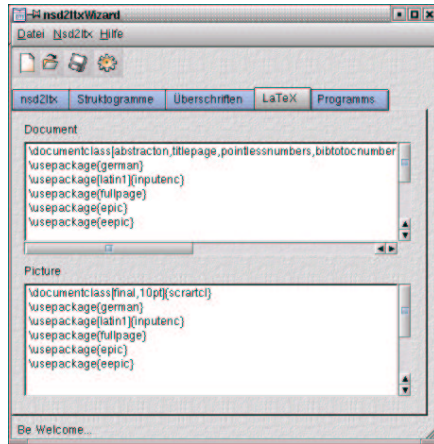 nsd2ltxWizard
Datei Nsd2ltx Hilfe
nsd2ltx Struktogramme Überschriften LaTeX Programms
Document
\documentclass[abstracton,titlepage,pointlessnumbers,bibtotocnumber
\usepackage{german}
\usepackage[latin1]{inputenc}
\usepackage{fullpage}
\usepackage{epic}
\usepackage{eepic}
Picture
\documentclass[final,10pt]{scrartcl}
\usepackage{german}
\usepackage[latin1]{inputenc}
\usepackage{fullpage}
\usepackage{epic}
\usepackage{eepic}
Be Welcome...